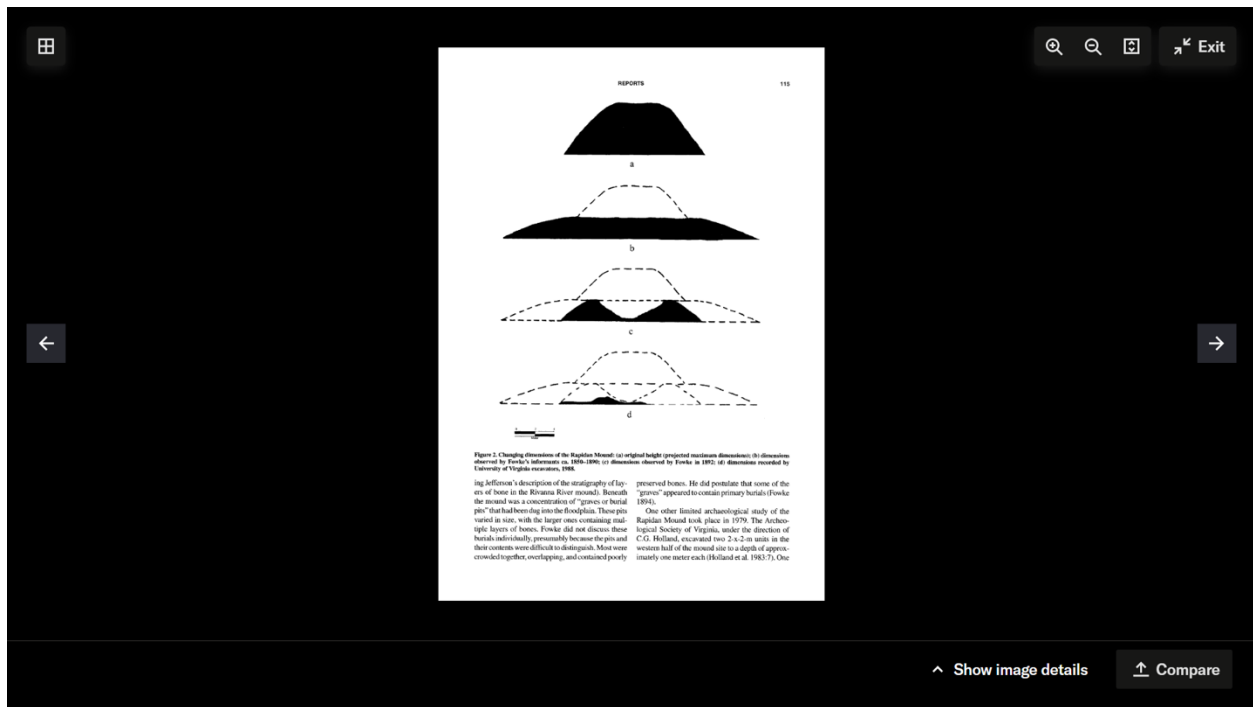 Exit
REPORTS 115
a
b
c
d
Figure 2. Changing dimensions of the Rapidan Mound: (a) original height (projected maximum dimensions); (b) dimensions
observed by Fowke's informants ca. 1850–1890; (c) dimensions observed by Fowke in 1892; (d) dimensions recorded by
University of Virginia excavators, 1988.
ing Jefferson's description of the stratigraphy of lay-
ers of bone in the Rivanna River mound). Beneath
the mound was a concentration of "graves or burial
pits" that had been dug into the floodplain. These pits
varied in size, with the larger ones containing mul-
tiple layers of bones. Fowke did not discuss these
burials individually, presumably because the pits and
their contents were difficult to distinguish. Most were
crowded together, overlapping, and contained poorly
preserved bones. He did postulate that some of the
"graves" appeared to contain primary burials (Fowke
1894).
One other limited archaeological study of the
Rapidan Mound took place in 1979. The Archeo-
logical Society of Virginia, under the direction of
C.G. Holland, excavated two 2-x-2-m units in the
western half of the mound site to a depth of approx-
imately one meter each (Holland et al. 1983:7). One
Show image details
Compare